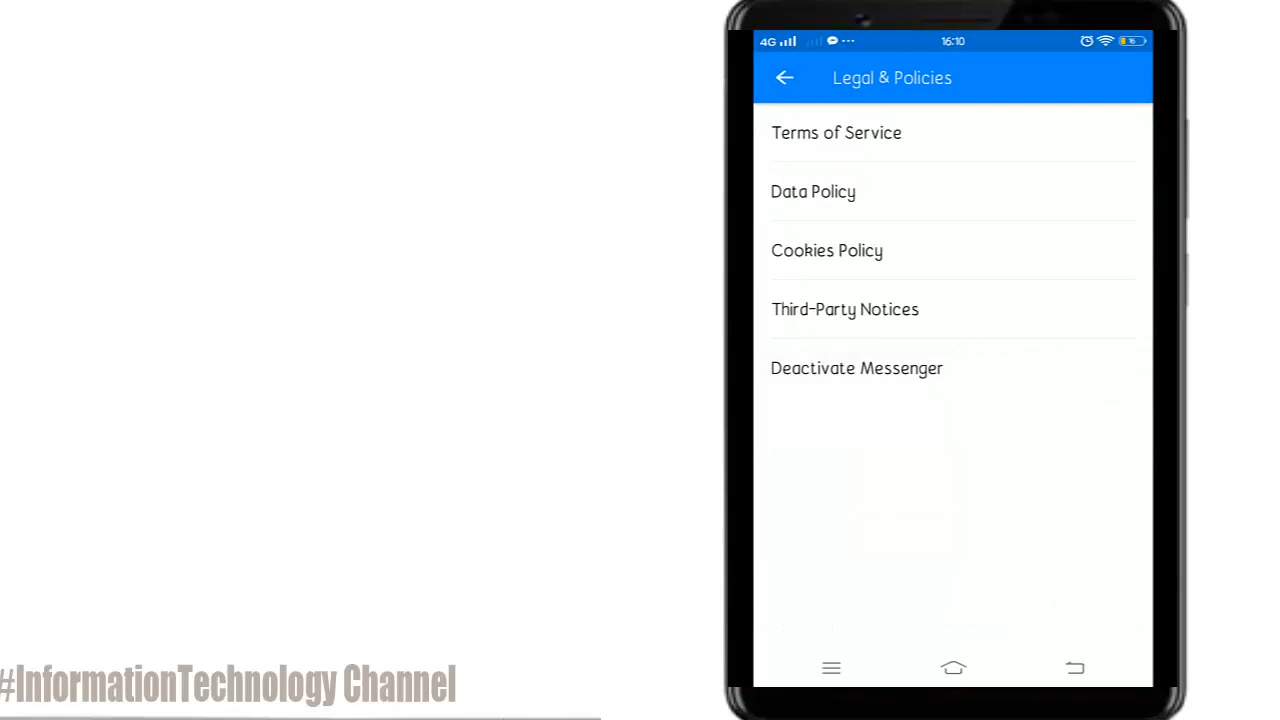 4G 16:10 16
Legal & Policies
Terms of Service
Data Policy
Cookies Policy
Third-Party Notices
Deactivate Messenger
#InformationTechnology Channel